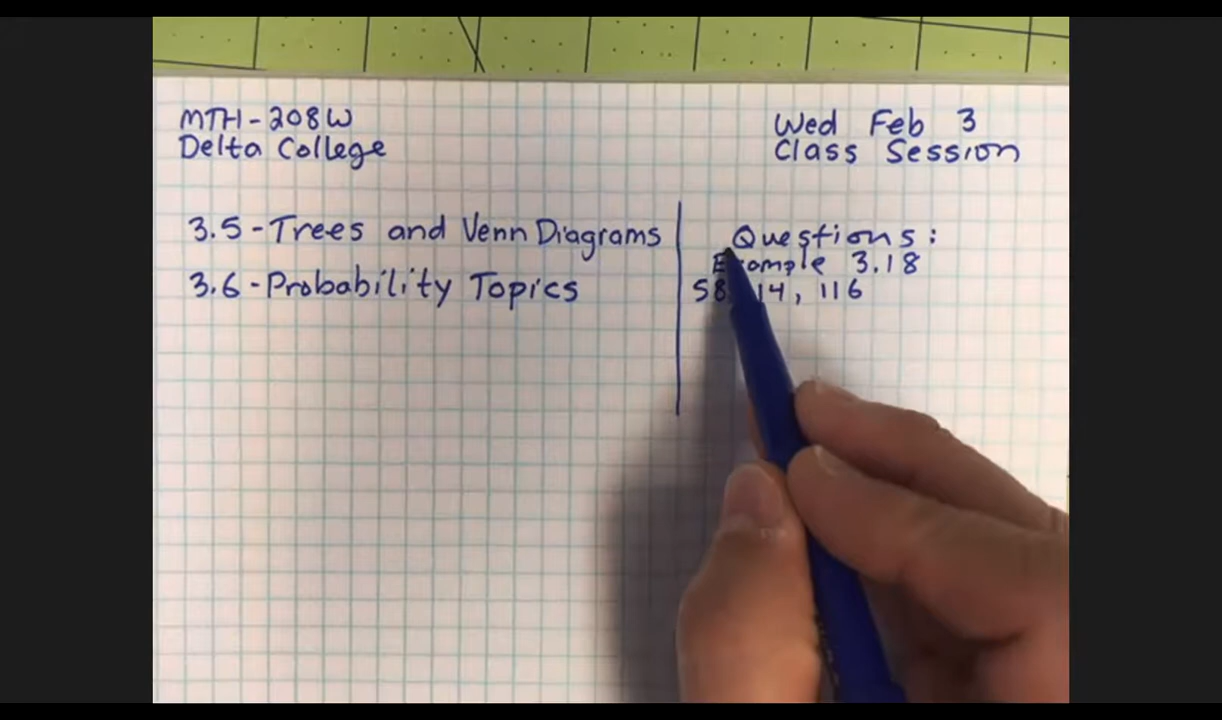 MTH-208W
Delta College
Wed Feb 3
Class Session
3.5-Trees and Venn Diagrams
3.6-Probability Topics
Questions:
3.18
58, 116